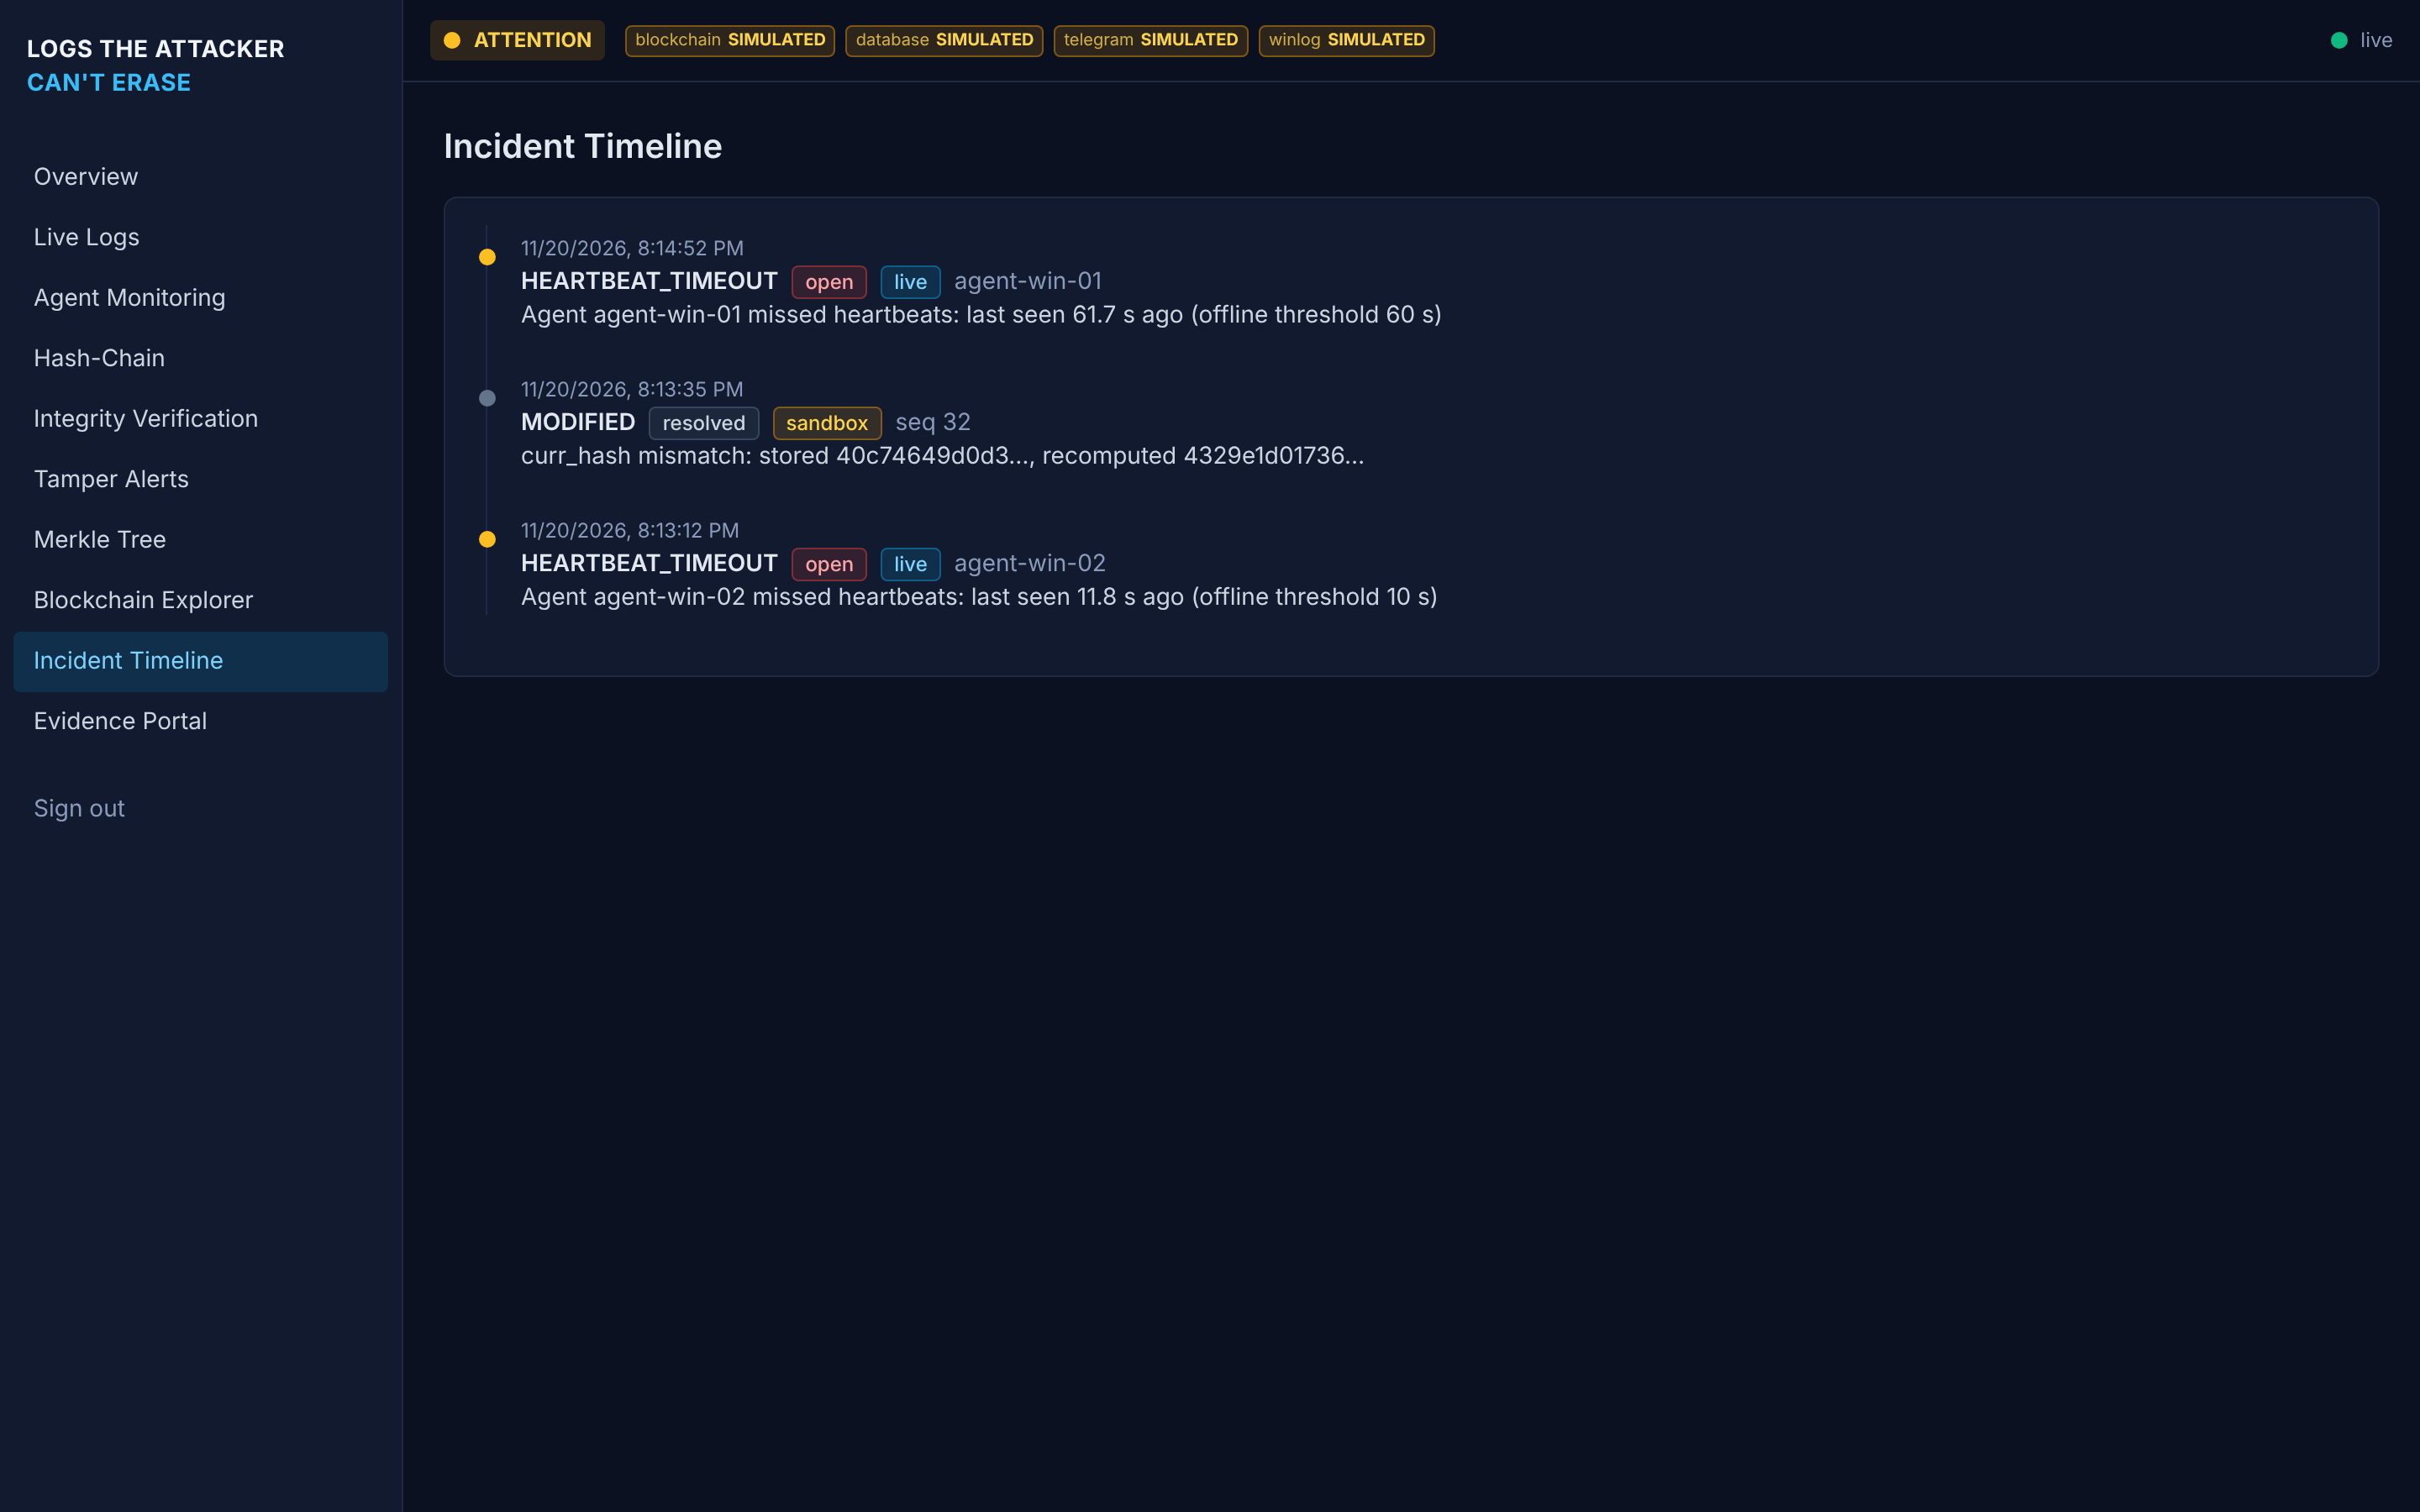 LOGS THE ATTACKER
CAN'T ERASE
Overview
Live Logs
Agent Monitoring
Hash-Chain
Integrity Verification
Tamper Alerts
Merkle Tree
Blockchain Explorer
Incident Timeline
Evidence Portal
Sign out
ATTENTION blockchain SIMULATED database SIMULATED telegram SIMULATED winlog SIMULATED live
Incident Timeline
11/20/2026, 8:14:52 PM
HEARTBEAT_TIMEOUT open live agent-win-01
Agent agent-win-01 missed heartbeats: last seen 61.7 s ago (offline threshold 60 s)
11/20/2026, 8:13:35 PM
MODIFIED resolved sandbox seq 32
curr_hash mismatch: stored 40c74649d0d3…, recomputed 4329e1d01736…
11/20/2026, 8:13:12 PM
HEARTBEAT_TIMEOUT open live agent-win-02
Agent agent-win-02 missed heartbeats: last seen 11.8 s ago (offline threshold 10 s)